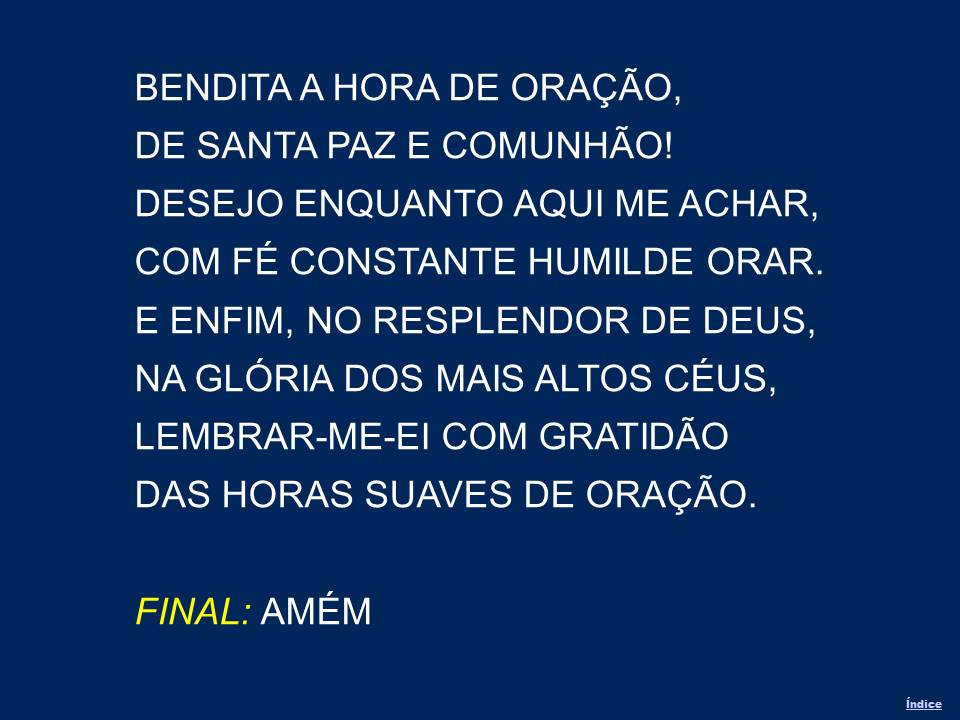 BENDITA A HORA DE ORAÇÃO,
DE SANTA PAZ E COMUNHÃO!
DESEJO ENQUANTO AQUI ME ACHAR,
COM FÉ CONSTANTE HUMILDE ORAR.
E ENFIM, NO RESPLENDOR DE DEUS,
NA GLÓRIA DOS MAIS ALTOS CÉUS,
LEMBRAR-ME-EI COM GRATIDÃO
DAS HORAS SUAVES DE ORAÇÃO.
FINAL: AMÉM
Índice